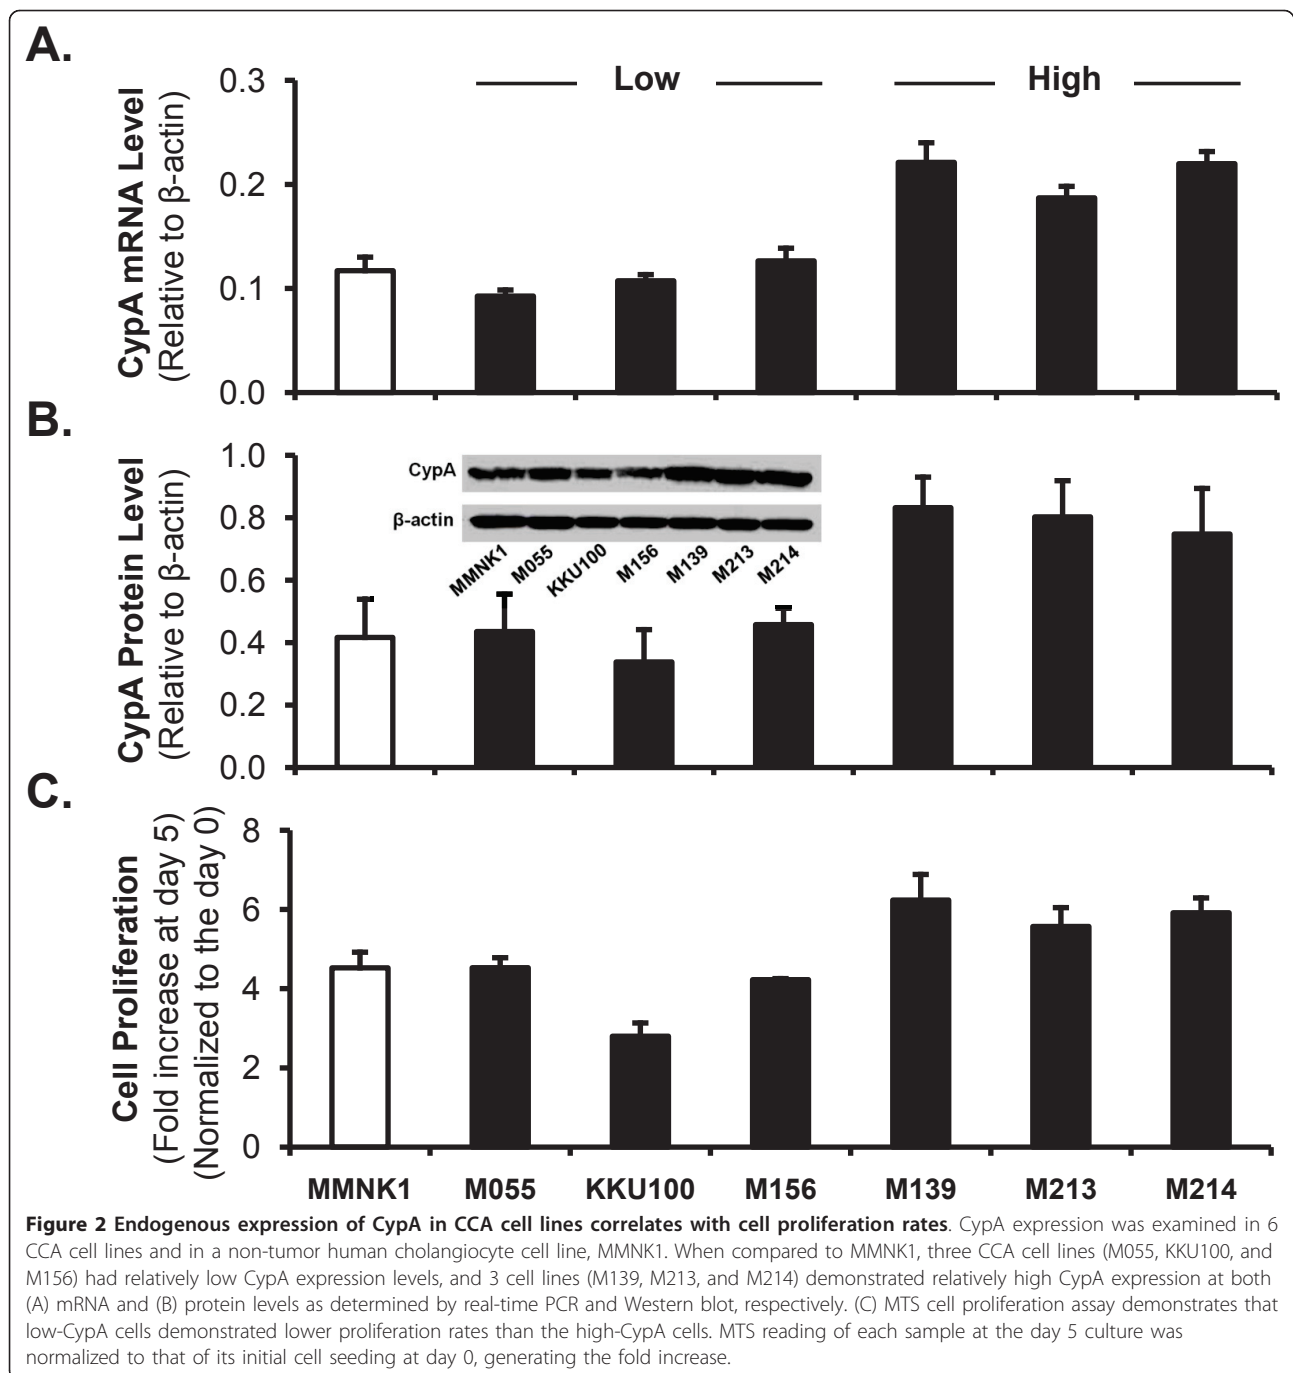 A.
Low High
CypA mRNA Level
(Relative to β-actin)
0.3
0.2
0.1
0.0
B.
CypA Protein Level
(Relative to β-actin)
1.0
0.8
0.6
0.4
0.2
0.0
CypA
β-actin
MMNK1 M055 KKU100 M156 M139 M213 M214
C.
Cell Proliferation
(Fold increase at day 5)
(Normalized to the day 0)
8
6
4
2
0
MMNK1 M055 KKU100 M156 M139 M213 M214
Figure 2 Endogenous expression of CypA in CCA cell lines correlates with cell proliferation rates. CypA expression was examined in 6
CCA cell lines and in a non-tumor human cholangiocyte cell line, MMNK1. When compared to MMNK1, three CCA cell lines (M055, KKU100, and
M156) had relatively low CypA expression levels, and 3 cell lines (M139, M213, and M214) demonstrated relatively high CypA expression at both
(A) mRNA and (B) protein levels as determined by real-time PCR and Western blot, respectively. (C) MTS cell proliferation assay demonstrates that
low-CypA cells demonstrated lower proliferation rates than the high-CypA cells. MTS reading of each sample at the day 5 culture was
normalized to that of its initial cell seeding at day 0, generating the fold increase.